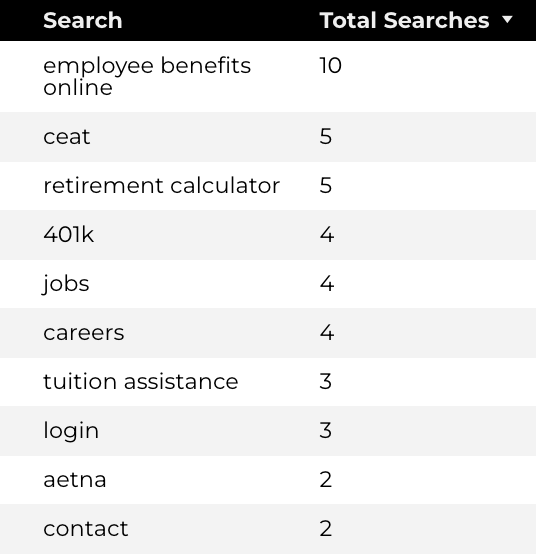 Search Total Searches ▼
employee benefits 10
online
ceat 5
retirement calculator 5
401k 4
jobs 4
careers 4
tuition assistance 3
login 3
aetna 2
contact 2